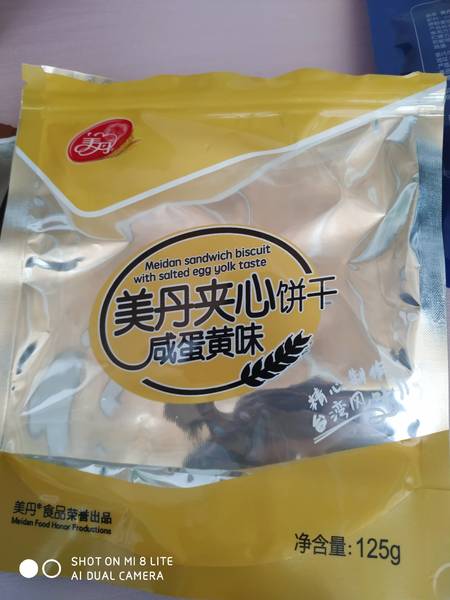 美丹
Meidan sandwich biscuit
with salted egg yolk taste
美丹夹心饼干
咸蛋黄味
精心制作
台湾风味
美丹®食品荣誉出品
Meidan Food Honor Productions
净含量:125g
SHOT ON MI 8 LITE
AI DUAL CAMERA